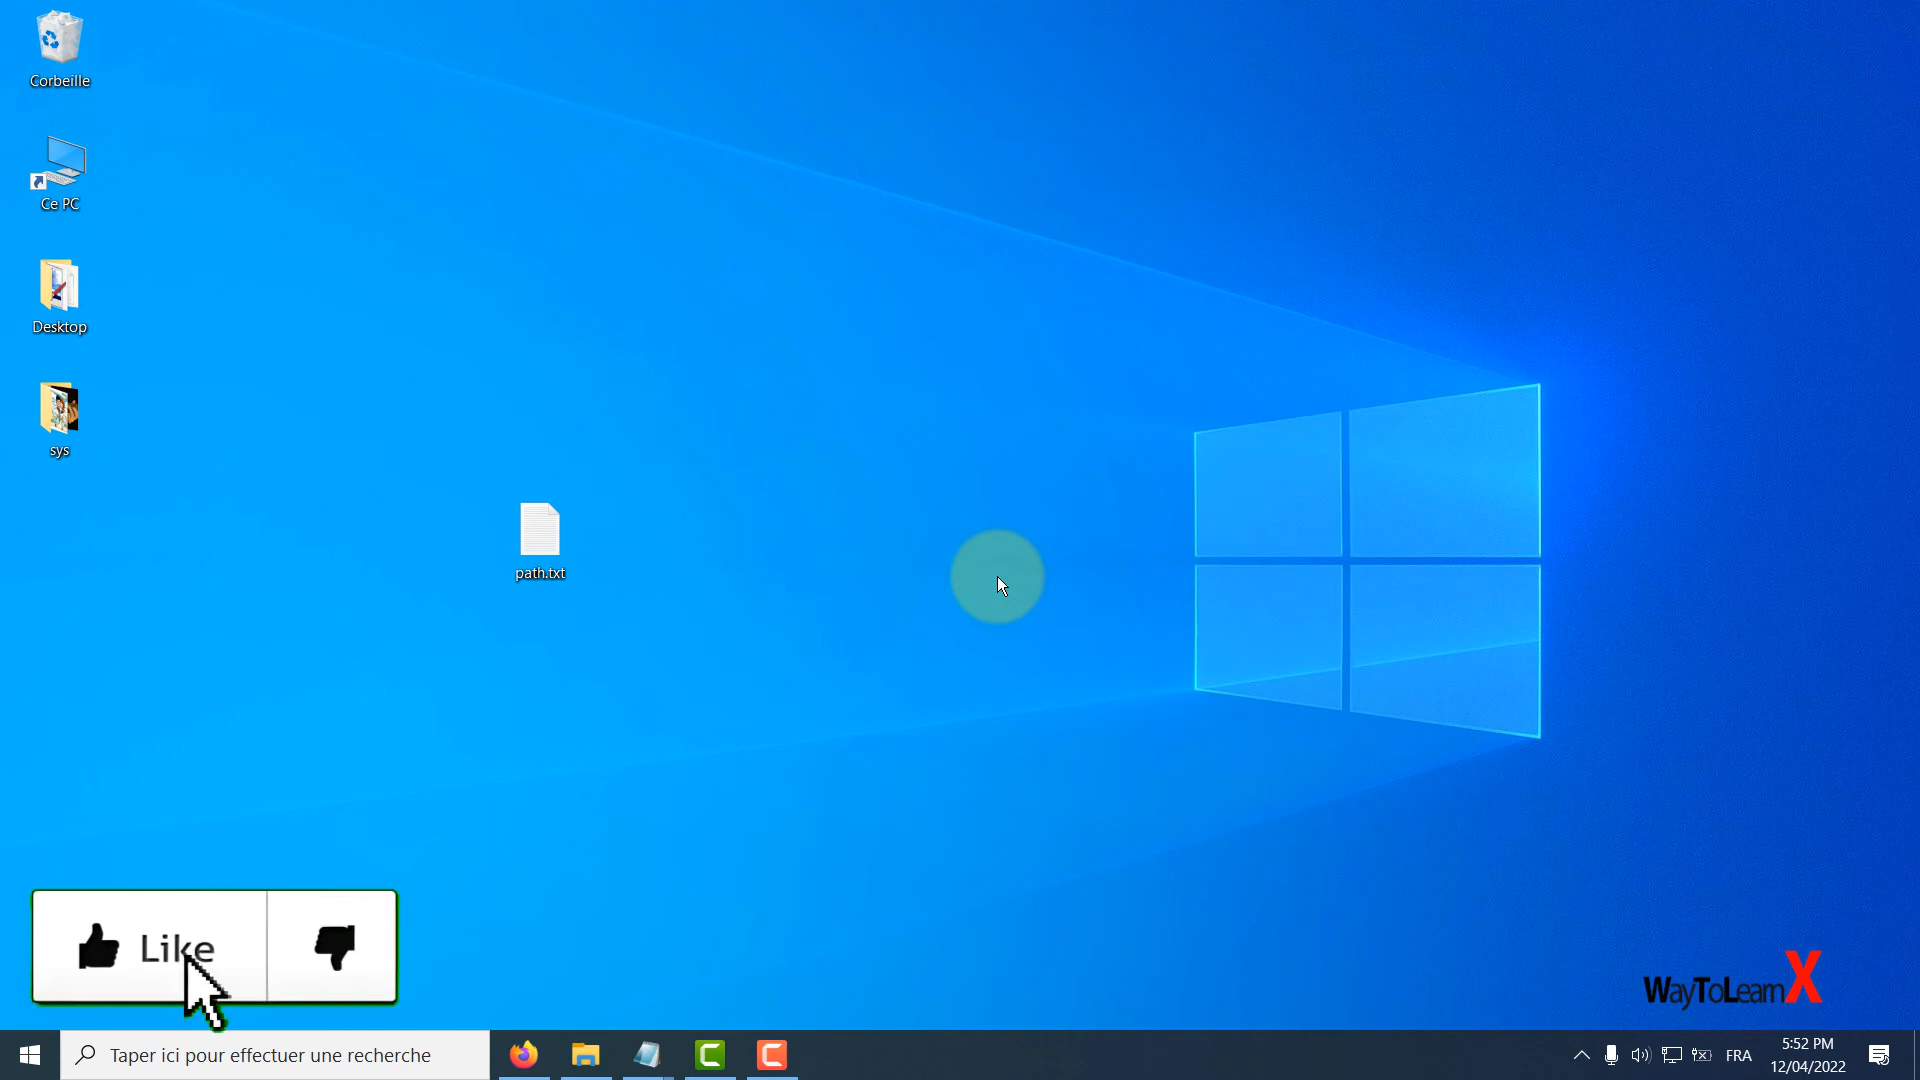 Corbeille
Ce PC
Desktop
sys
path.txt
Like
WayToLearnX
Taper ici pour effectuer une recherche
FRA
5:52 PM
12/04/2022